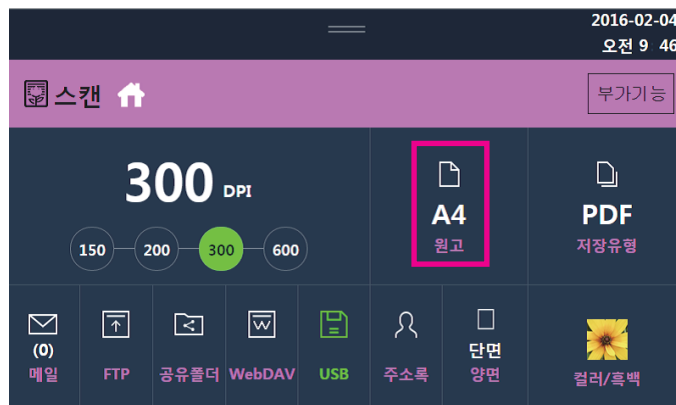 2016-02-04
오전 9 46
스캔
부가기능
300 DPI
150 200 300 600
A4
원고
PDF
저장유형
(0)
메일
FTP
공유폴더
W
WebDAV
USB
주소록
단면
양면
컬러/흑백